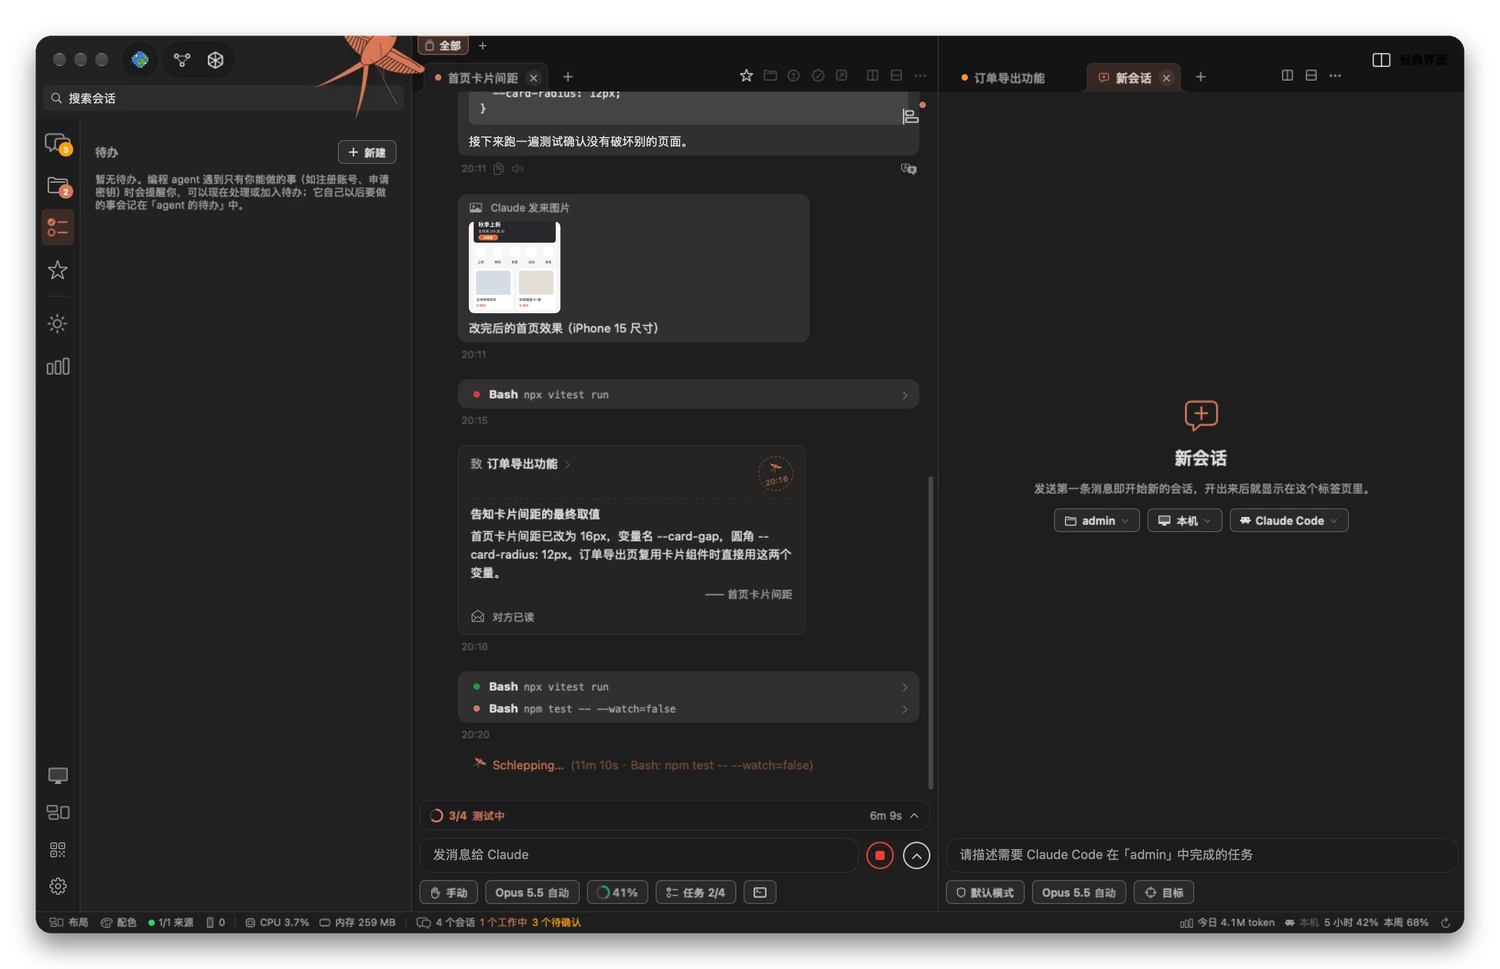 全部
经典界面
首页卡片间距
订单导出功能
新会话
搜索会话
3
2
待办
新建
暂无待办。编程 agent 遇到只有你能做的事（如注册账号、申请
密钥）时会提醒你，可以现在处理或加入待办；它自己以后要做
的事会记在「agent 的待办」中。
--card-radius: 12px;
}
接下来跑一遍测试确认没有破坏别的页面。
20:11
Claude 发来图片
秋季上新
改完后的首页效果（iPhone 15 尺寸）
20:11
Bash npx vitest run
20:15
致 订单导出功能
20:16
告知卡片间距的最终取值
首页卡片间距已改为 16px，变量名 --card-gap，圆角 --
card-radius: 12px。订单导出页复用卡片组件时直接用这两个
变量。
—— 首页卡片间距
对方已读
20:16
Bash npx vitest run
Bash npm test -- --watch=false
20:20
Schlepping... (11m 10s · Bash: npm test -- --watch=false)
3/4 测试中
6m 9s
发消息给 Claude
手动
Opus 5.5 自动
41%
任务 2/4
新会话
发送第一条消息即开始新的会话，开出来后就显示在这个标签页里。
admin
本机
Claude Code
请描述需要 Claude Code 在「admin」中完成的任务
默认模式
Opus 5.5 自动
目标
布局
配色
1/1 来源
0
CPU 3.7%
内存 259 MB
4 个会话 1 个工作中 3 个待确认
今日 4.1M token
本机 5 小时 42% 本周 68%